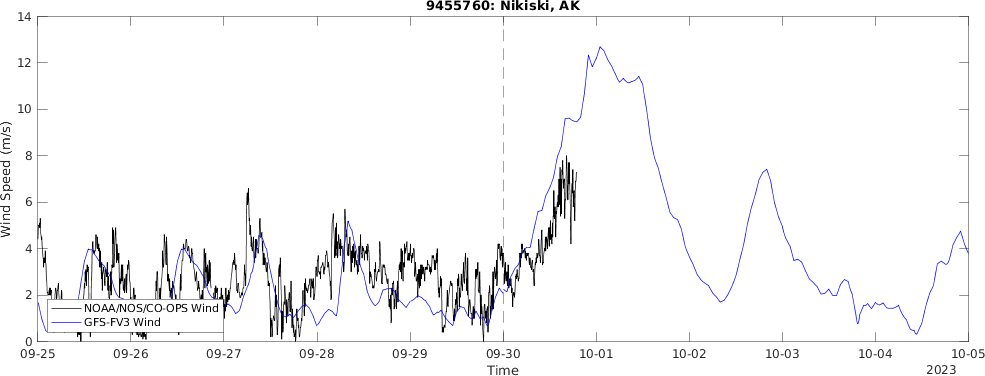 9455760: Nikiski, AK
Wind Speed (m/s)
14
12
10
8
6
4
2
0
NOAA/NOS/CO-OPS Wind
GFS-FV3 Wind
09-25 09-26 09-27 09-28 09-29 09-30 10-01 10-02 10-03 10-04 10-05
Time
2023